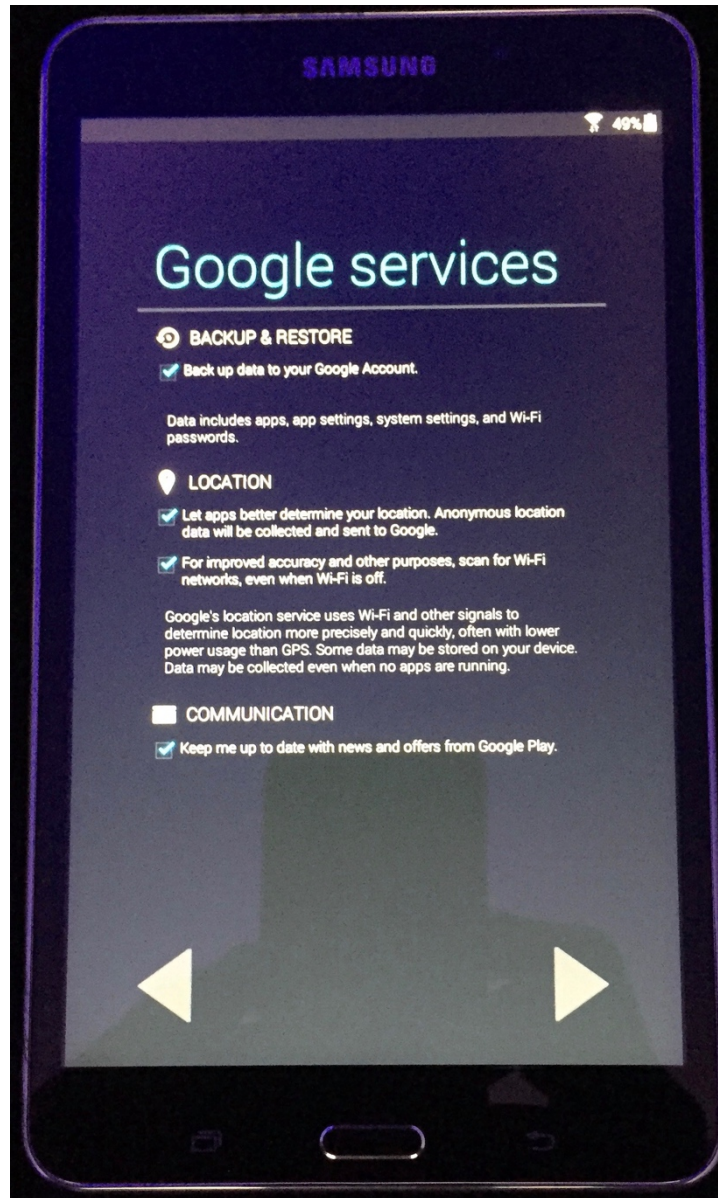 SAMSUNG
49%
Google services
BACKUP & RESTORE
Back up data to your Google Account.
Data includes apps, app settings, system settings, and Wi-Fi
passwords.
LOCATION
Let apps better determine your location. Anonymous location
data will be collected and sent to Google.
For improved accuracy and other purposes, scan for Wi-Fi
networks, even when Wi-Fi is off.
Google's location service uses Wi-Fi and other signals to
determine location more precisely and quickly, often with lower
power usage than GPS. Some data may be stored on your device.
Data may be collected even when no apps are running.
COMMUNICATION
Keep me up to date with news and offers from Google Play.